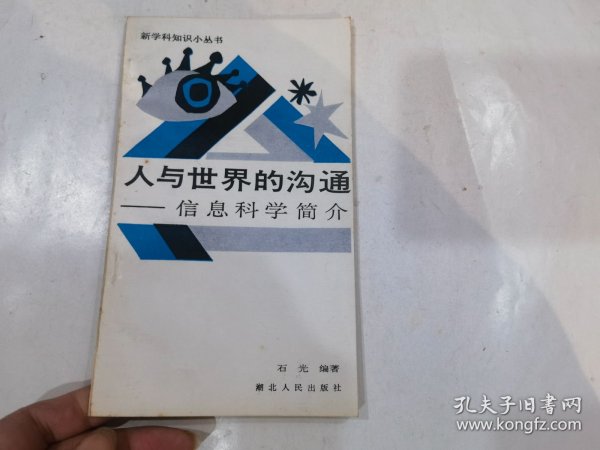 新学科知识小丛书
人与世界的沟通
——信息科学简介
石光 编著
湖北人民出版社
孔夫子旧书网
www.kongfz.com